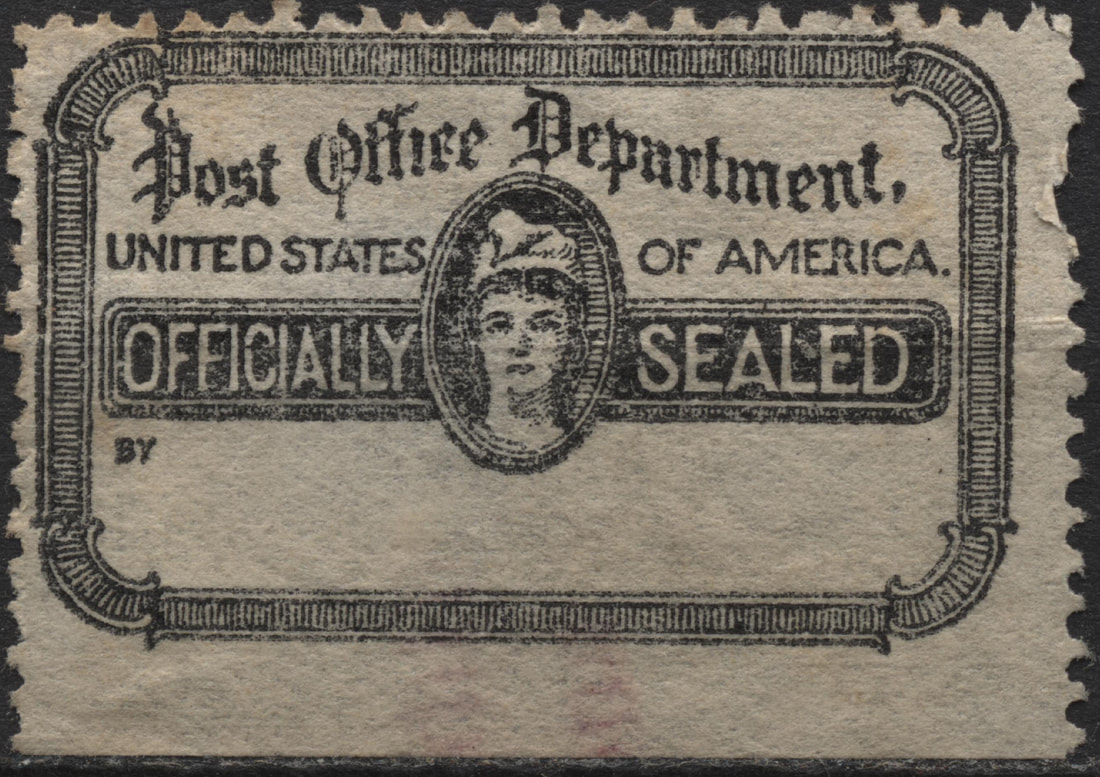 Post Office Department,
UNITED STATES OF AMERICA.
OFFICIALLY SEALED
BY